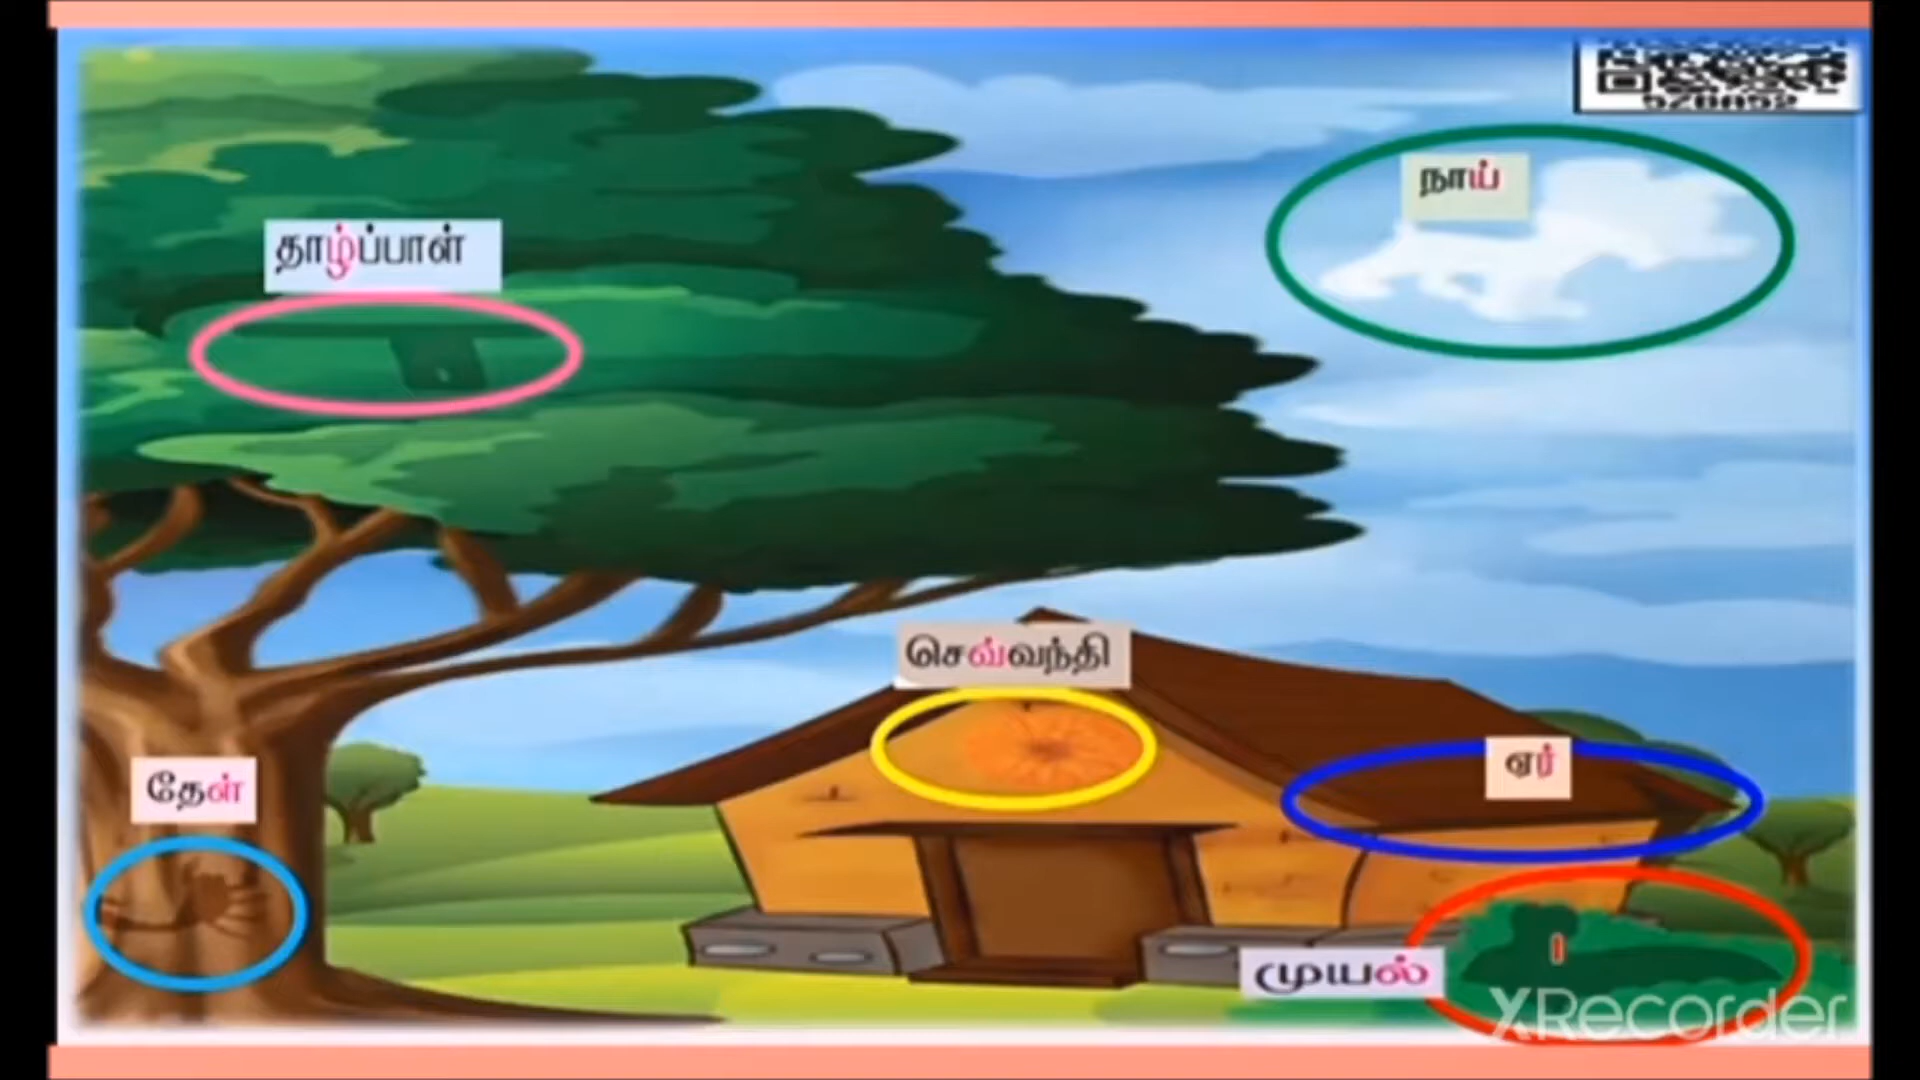 நாய்
தாழ்ப்பாள்
செவ்வந்தி
ஏர்
தேள்
முயல்
XRecorder